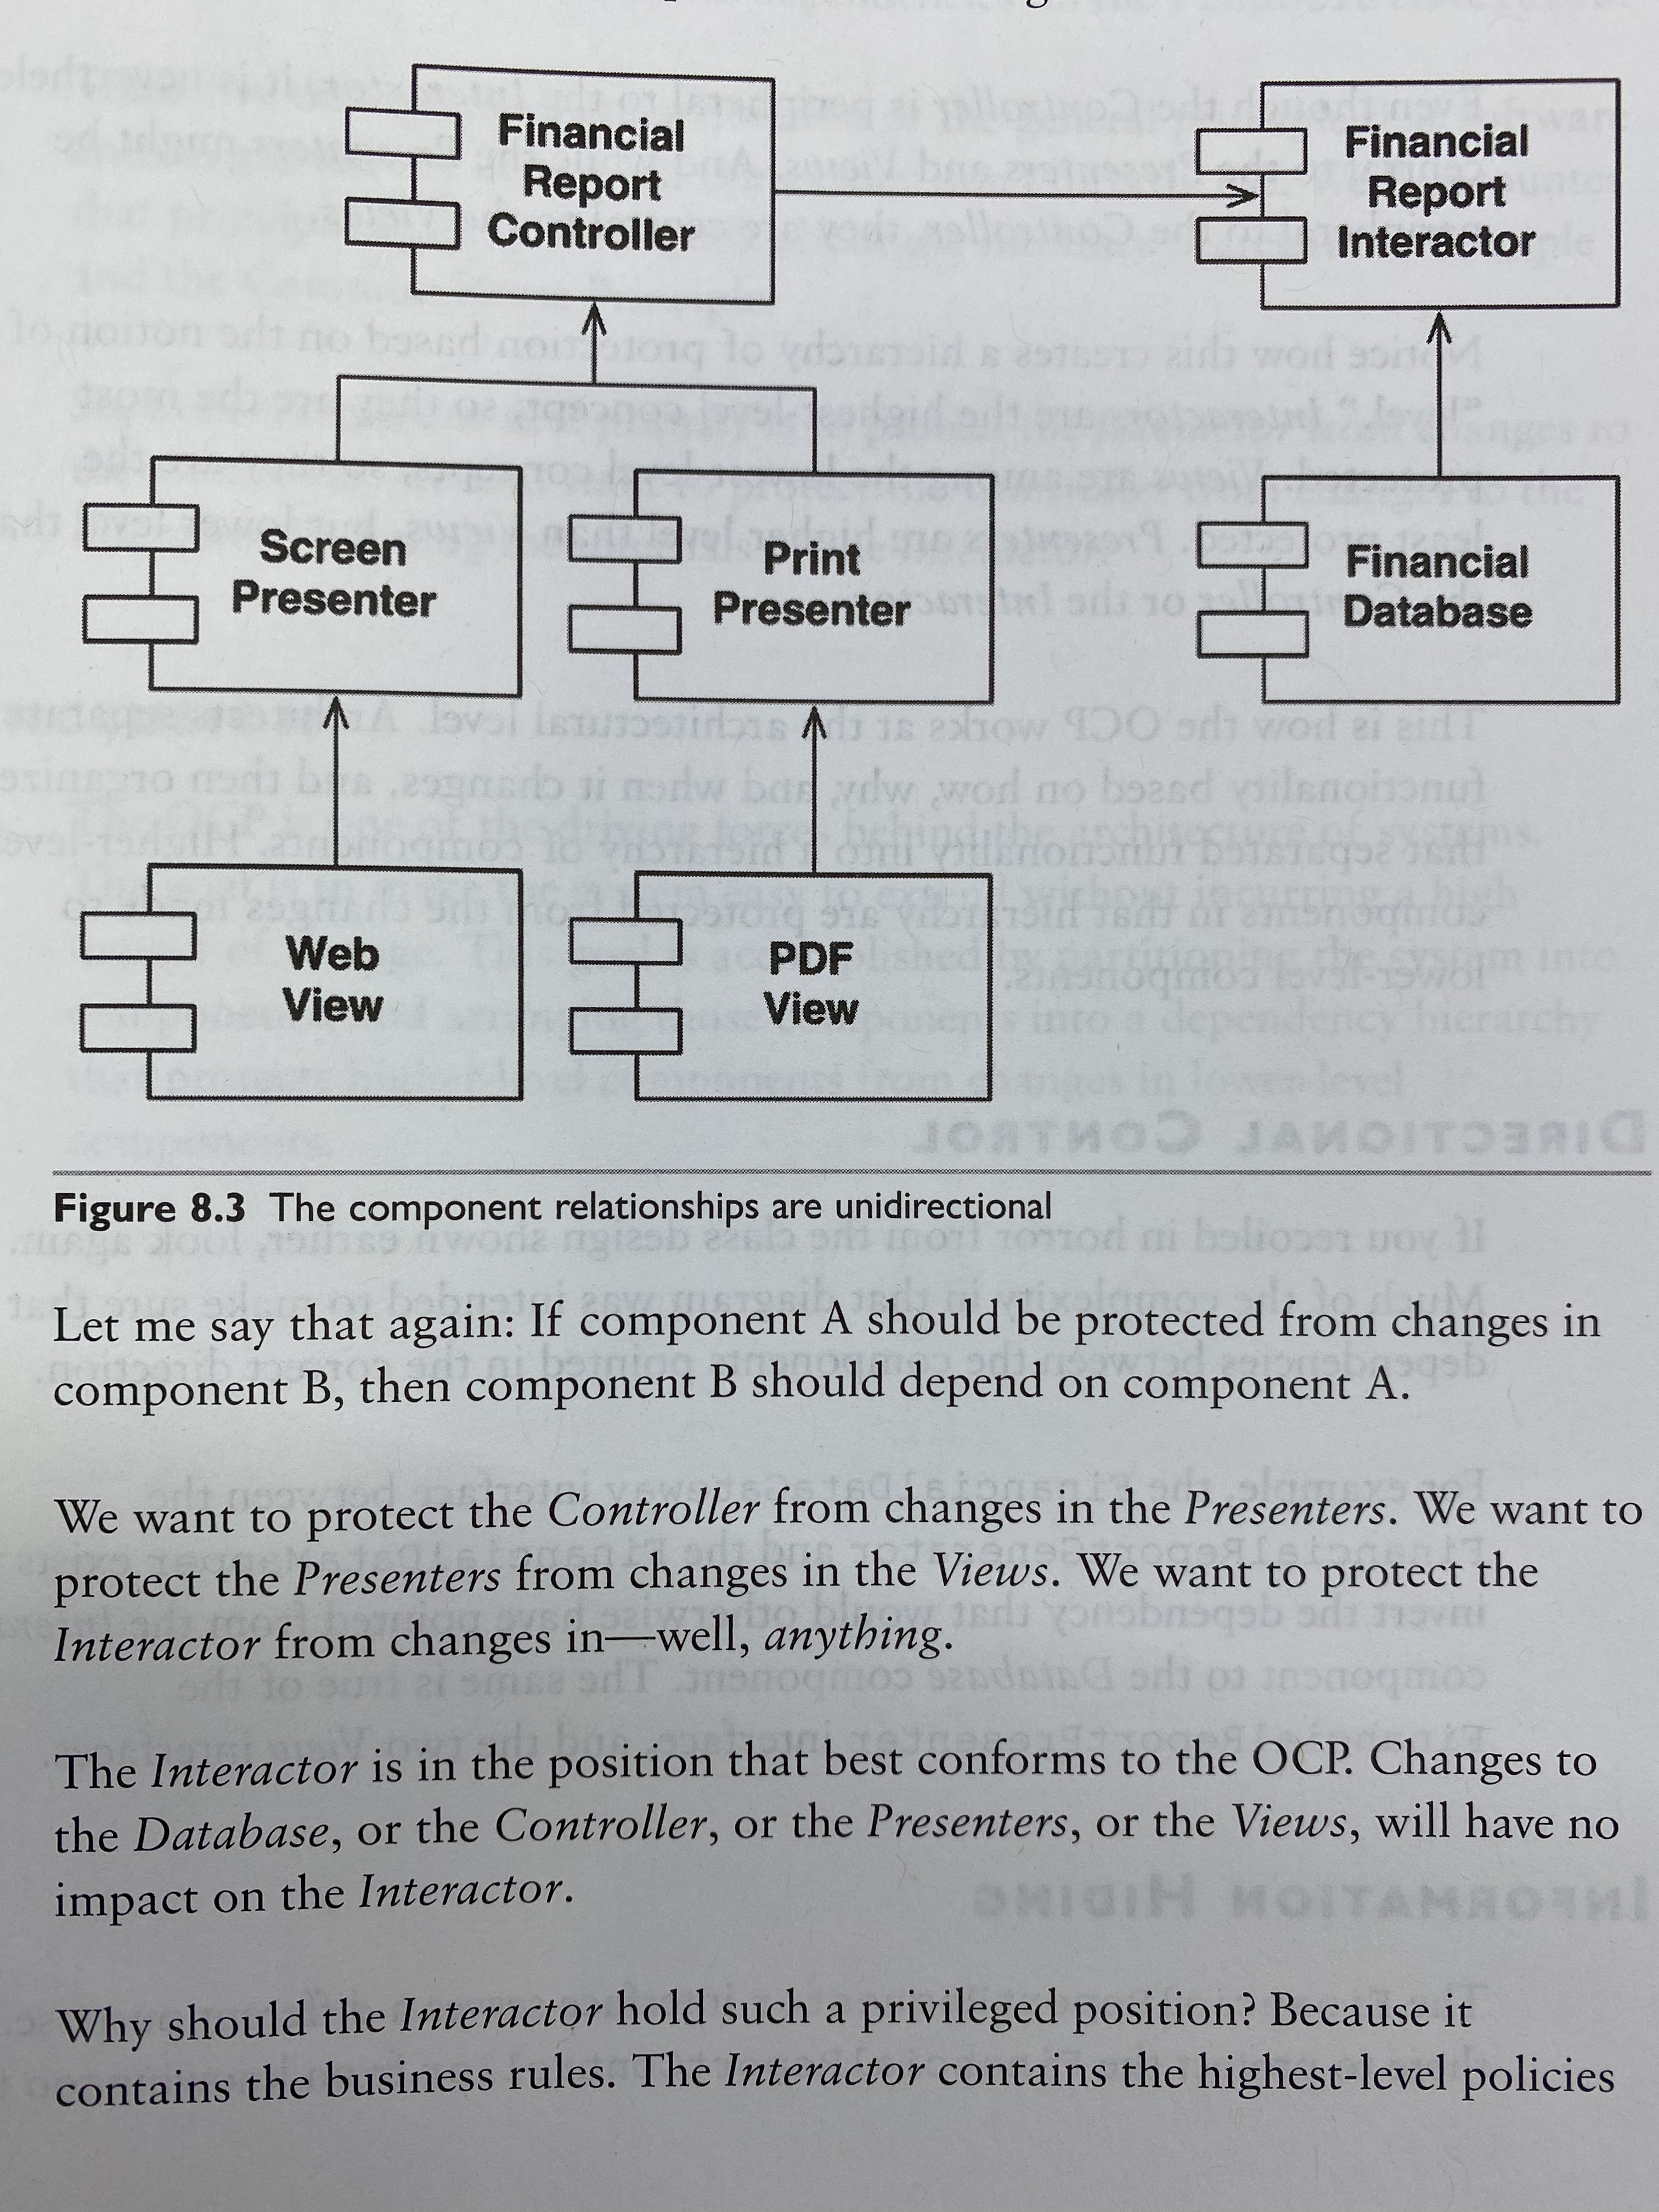 Financial
Report
Controller
Financial
Report
Interactor
Screen
Presenter
Print
Presenter
Financial
Database
Web
View
PDF
View
Figure 8.3 The component relationships are unidirectional
Let me say that again: If component A should be protected from changes in
component B, then component B should depend on component A.
We want to protect the Controller from changes in the Presenters. We want to
protect the Presenters from changes in the Views. We want to protect the
Interactor from changes in—well, anything.
The Interactor is in the position that best conforms to the OCP. Changes to
the Database, or the Controller, or the Presenters, or the Views, will have no
impact on the Interactor.
Why should the Interactor hold such a privileged position? Because it
contains the business rules. The Interactor contains the highest-level policies